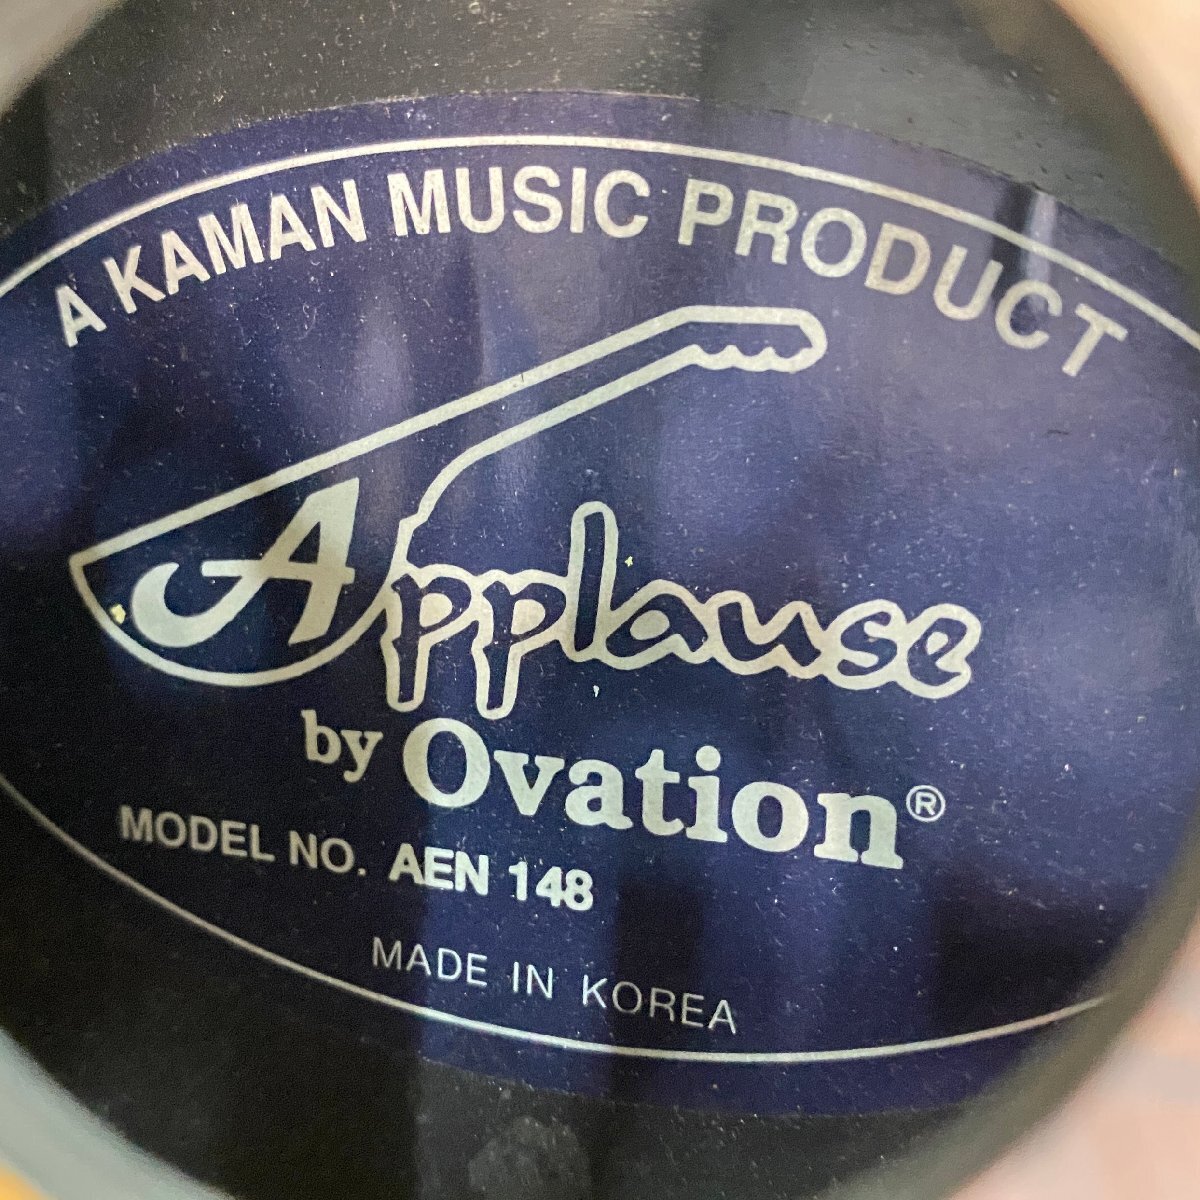 A KAMAN MUSIC PRODUCT
Applause
by Ovation®
MODEL NO. AEN 148
MADE IN KOREA